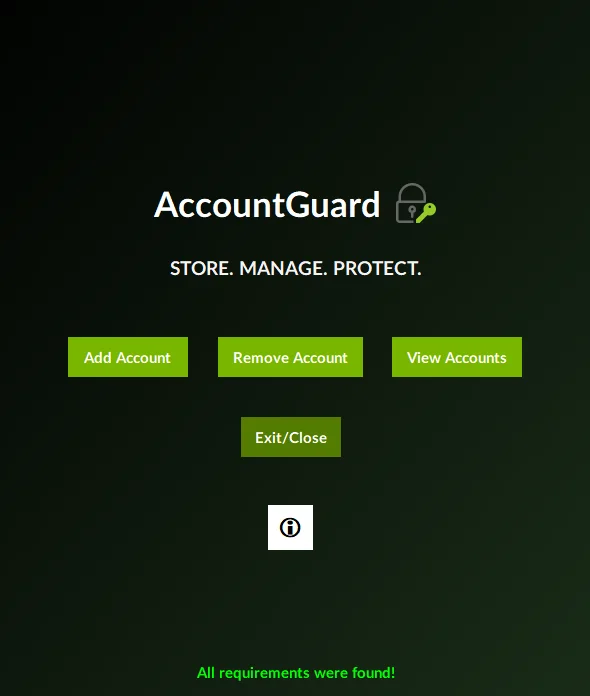 AccountGuard
STORE. MANAGE. PROTECT.
Add Account Remove Account View Accounts
Exit/Close
All requirements were found!